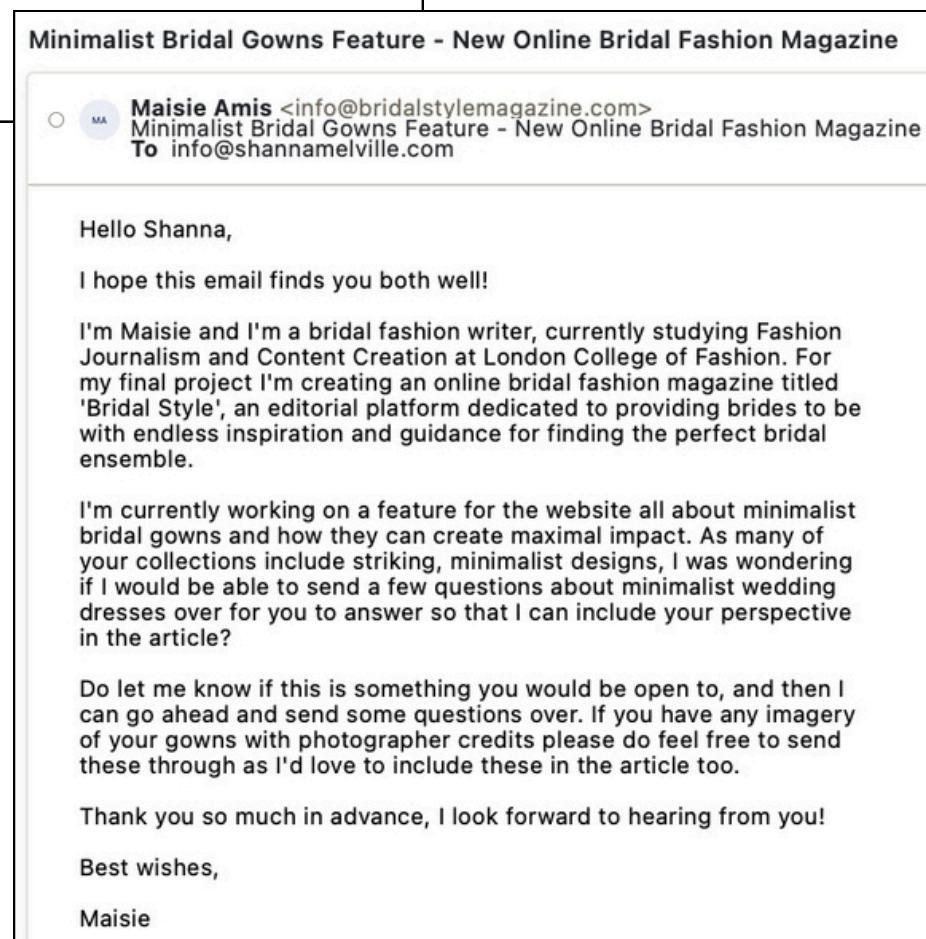 Minimalist Bridal Gowns Feature - New Online Bridal Fashion Magazine
MA
Maisie Amis <info@bridalstylemagazine.com>
Minimalist Bridal Gowns Feature - New Online Bridal Fashion Magazine
To info@shannamelville.com
Hello Shanna,
I hope this email finds you both well!
I'm Maisie and I'm a bridal fashion writer, currently studying Fashion
Journalism and Content Creation at London College of Fashion. For
my final project I'm creating an online bridal fashion magazine titled
'Bridal Style', an editorial platform dedicated to providing brides to be
with endless inspiration and guidance for finding the perfect bridal
ensemble.
I'm currently working on a feature for the website all about minimalist
bridal gowns and how they can create maximal impact. As many of
your collections include striking, minimalist designs, I was wondering
if I would be able to send a few questions about minimalist wedding
dresses over for you to answer so that I can include your perspective
in the article?
Do let me know if this is something you would be open to, and then I
can go ahead and send some questions over. If you have any imagery
of your gowns with photographer credits please do feel free to send
these through as I'd love to include these in the article too.
Thank you so much in advance, I look forward to hearing from you!
Best wishes,
Maisie